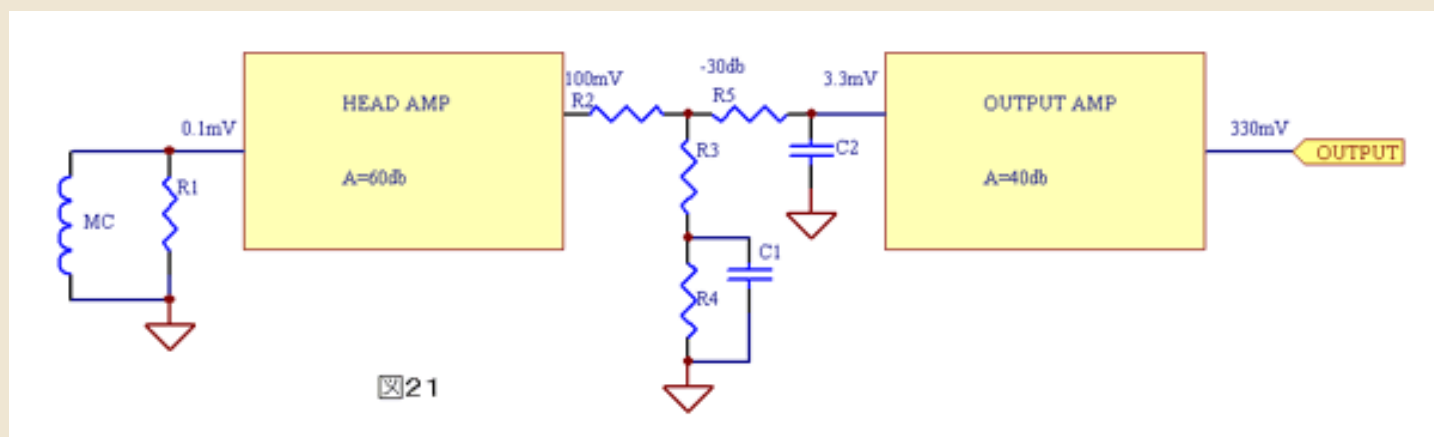 -30db
100mV
3.3mV
R2
R5
HEAD AMP
OUTPUT AMP
0.1mV
330mV
R3
C2
OUTPUT
A=60db
A=40db
R1
MC
C1
R4
図21